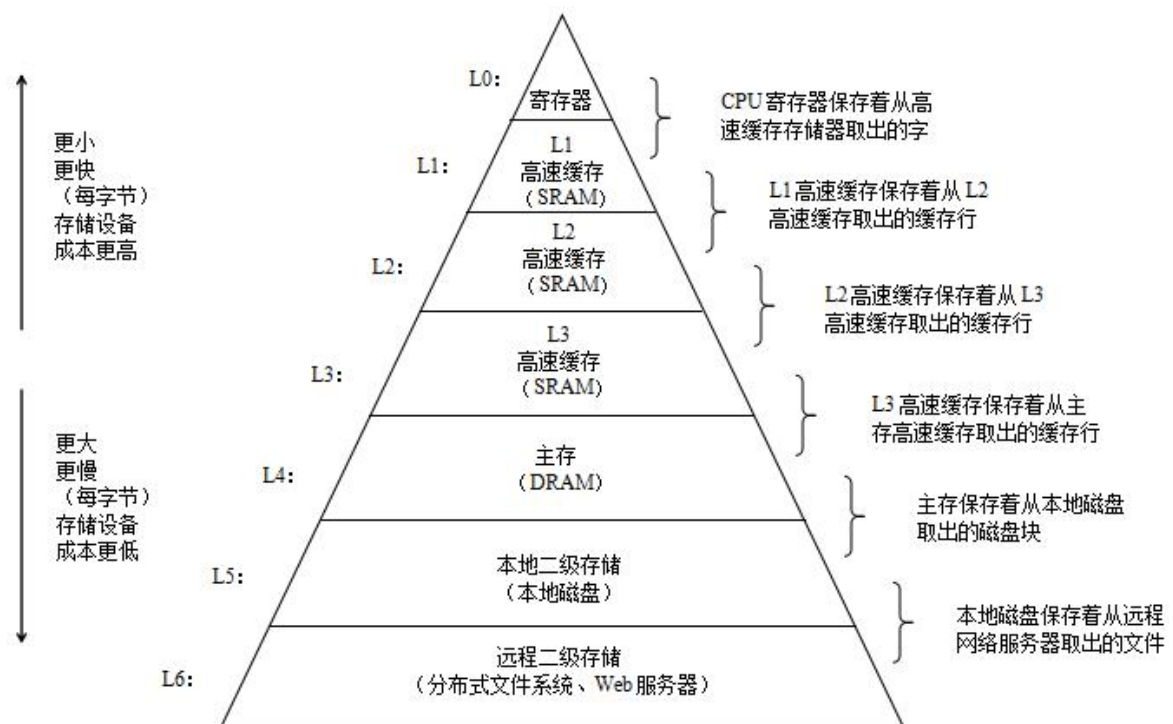 L0:
寄存器
CPU 寄存器保存着从高
速缓存存储器取出的字
更小
更快
（每字节）
存储设备
成本更高
L1:
L1
高速缓存
（SRAM）
L1 高速缓存保存着从 L2
高速缓存取出的缓存行
L2:
L2
高速缓存
（SRAM）
L2 高速缓存保存着从 L3
高速缓存取出的缓存行
L3:
L3
高速缓存
（SRAM）
L3 高速缓存保存着从主
存高速缓存取出的缓存行
更大
更慢
（每字节）
存储设备
成本更低
L4:
主存
（DRAM）
主存保存着从本地磁盘
取出的磁盘块
L5:
本地二级存储
（本地磁盘）
本地磁盘保存着从远程
网络服务器取出的文件
L6:
远程二级存储
（分布式文件系统、Web 服务器）